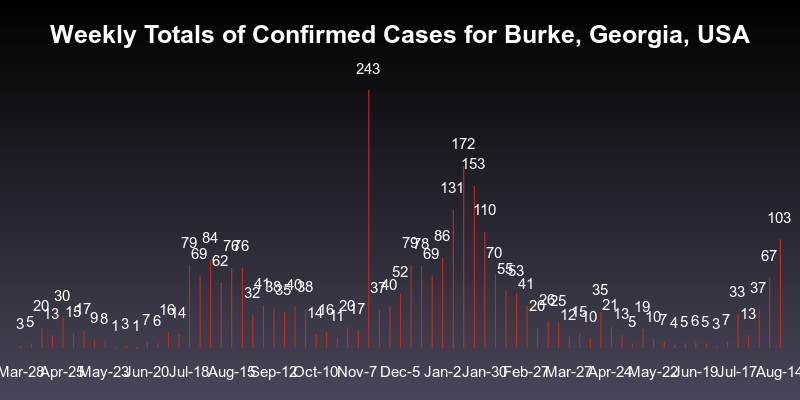 Weekly Totals of Confirmed Cases for Burke, Georgia, USA
243
172
153
131
110
103
79 69 84 62 76 76 79 78 69 86 70 67
3 5 20 13 30 15 17 9 8 1 3 1 7 6 16 14 32 41 38 35 40 38 14 16 11 20 17 37 40 52 55 53 41 20 26 25 12 15 10 35 21 13 5 19 10 7 4 5 6 5 3 7 33 13 37
Mar-28 Apr-25 May-23 Jun-20 Jul-18 Aug-15 Sep-12 Oct-10 Nov-7 Dec-5 Jan-2 Jan-30 Feb-27 Mar-27 Apr-24 May-22 Jun-19 Jul-17 Aug-14